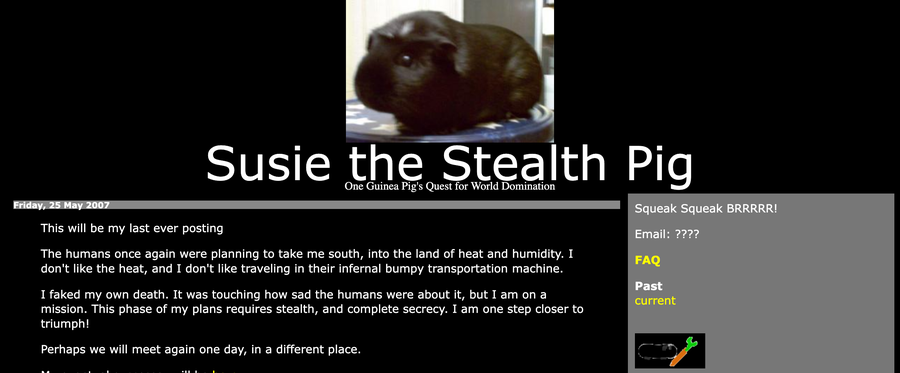 Susie the Stealth Pig
One Guinea Pig's Quest for World Domination
Friday, 25 May 2007
This will be my last ever posting
The humans once again were planning to take me south, into the land of heat and humidity. I
don't like the heat, and I don't like traveling in their infernal bumpy transportation machine.
I faked my own death. It was touching how sad the humans were about it, but I am on a
mission. This phase of my plans requires stealth, and complete secrecy. I am one step closer to
triumph!
Perhaps we will meet again one day, in a different place.
Squeak Squeak BRRRRR!
Email: ????
FAQ
Past
current